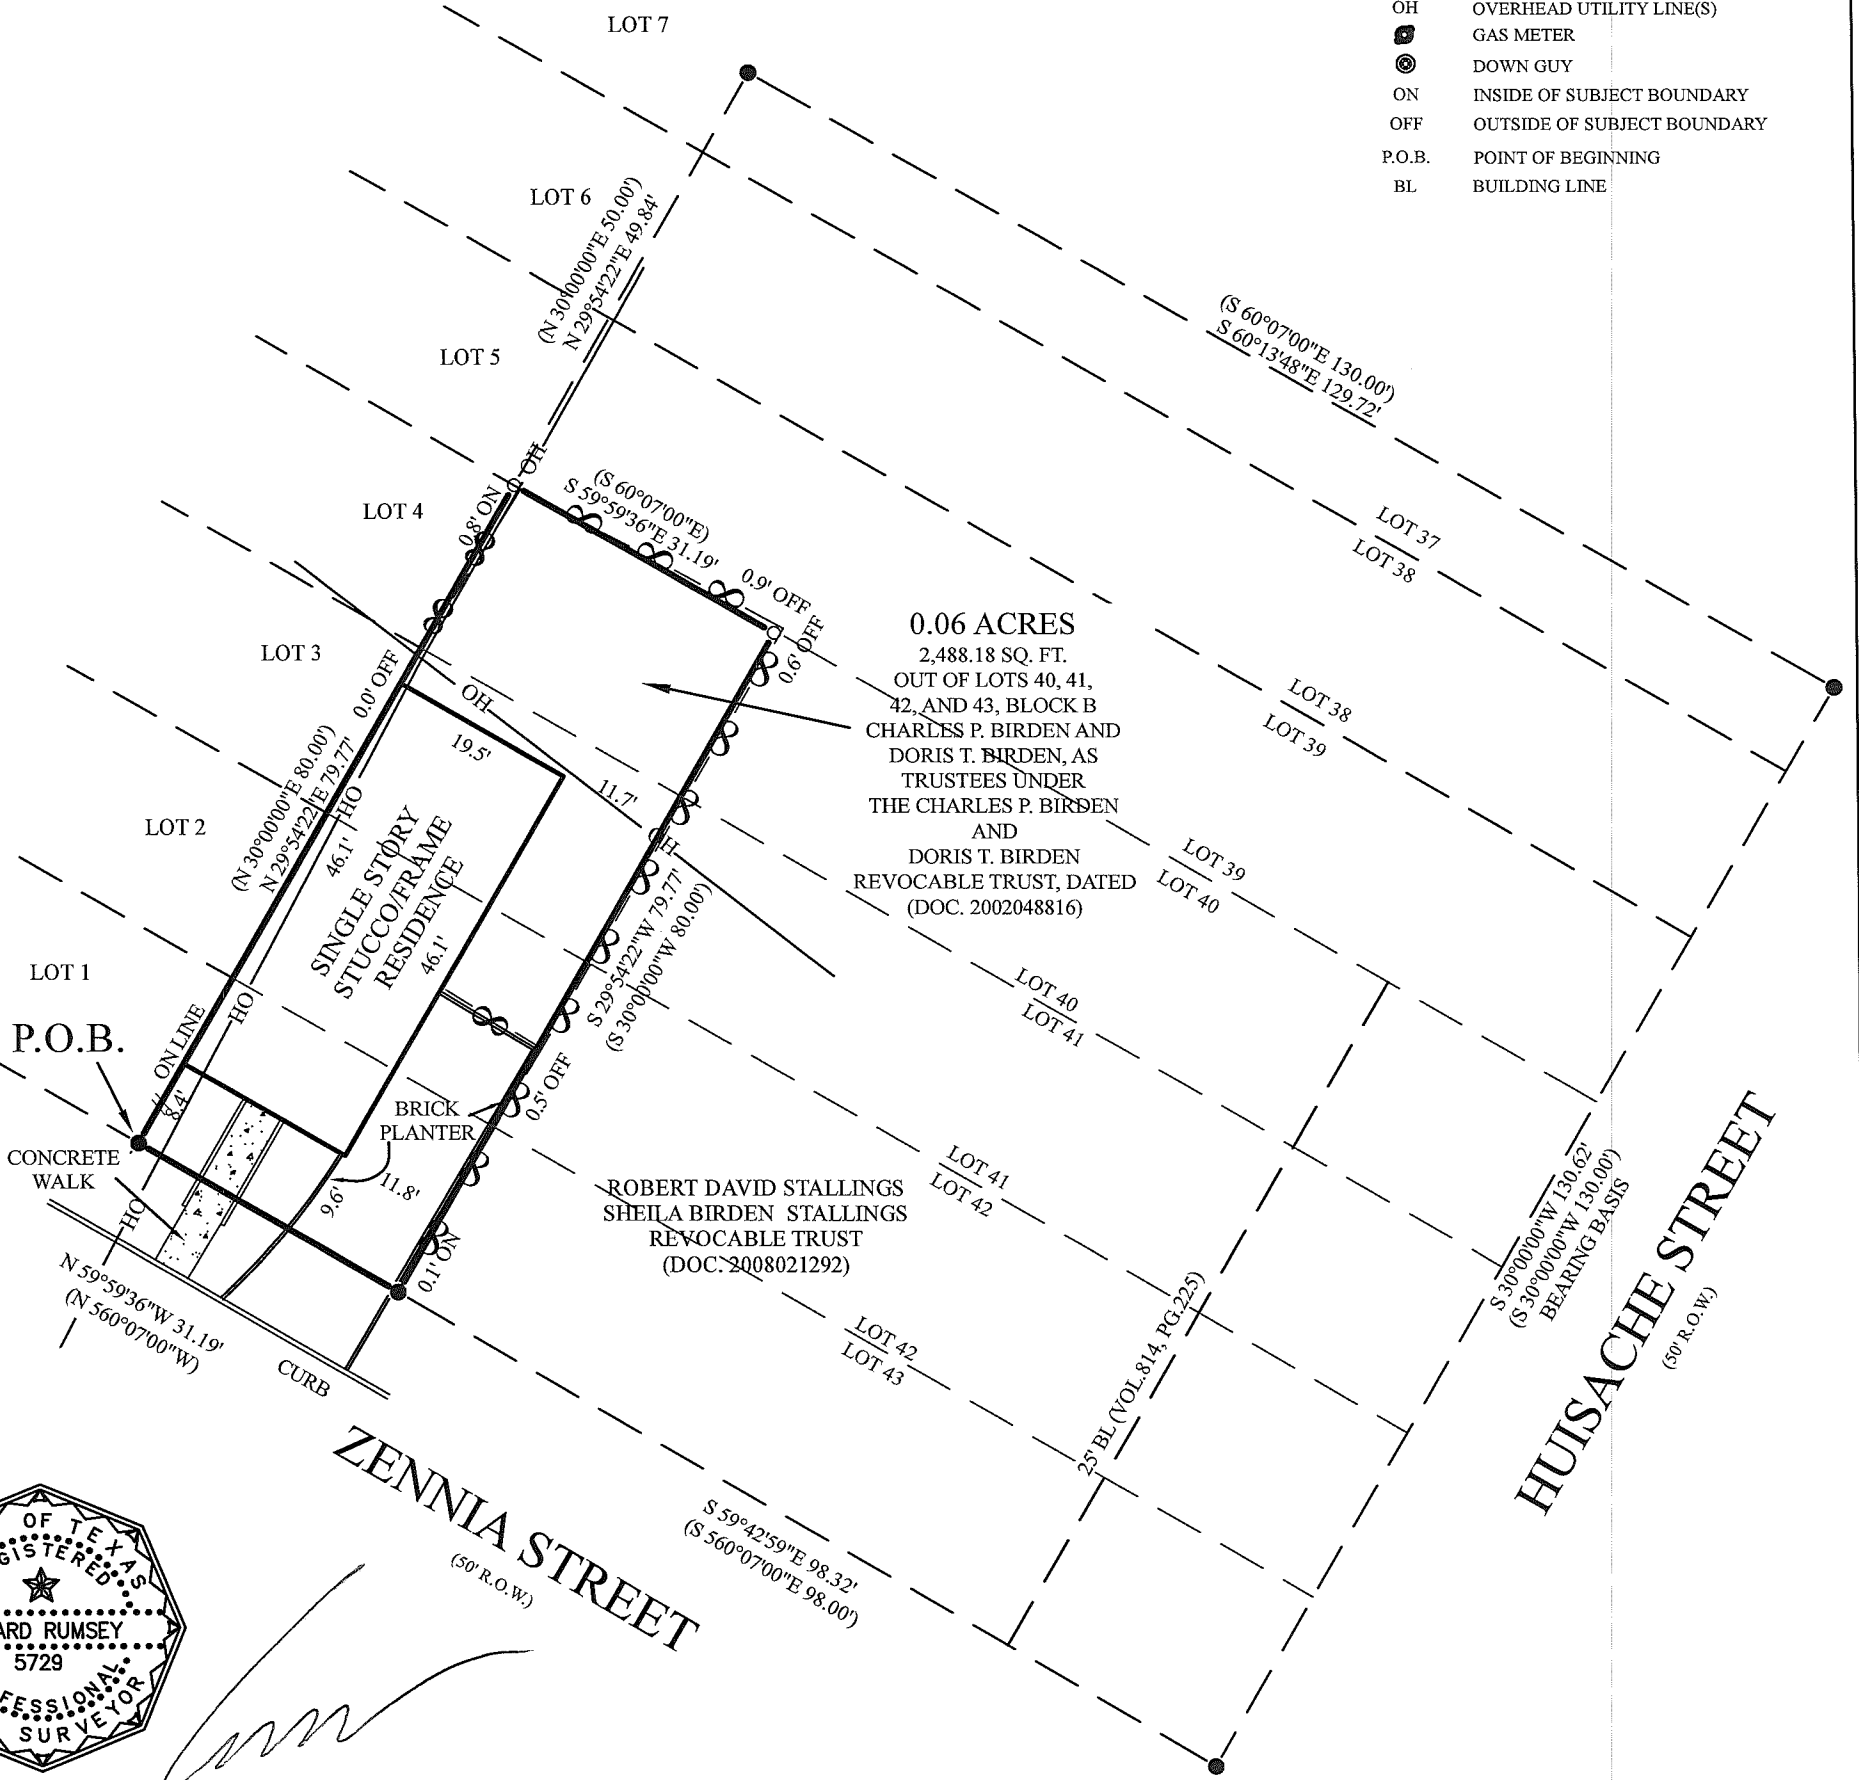 OH OVERHEAD UTILITY LINE(S)
GAS METER
DOWN GUY
ON INSIDE OF SUBJECT BOUNDARY
OFF OUTSIDE OF SUBJECT BOUNDARY
P.O.B. POINT OF BEGINNING
BL BUILDING LINE
LOT 7
LOT 6
(N 30°00'00"E 50.00')
N 29°54'22"E 49.84'
LOT 5
(S 60°07'00"E 130.00')
S 60°13'48"E 129.72'
OH
LOT 4
0.8' ON
(S 60°07'00"E)
S 59°59'36"E 31.19'
0.9' OFF
0.6' OFF
LOT 37
LOT 38
LOT 38
LOT 39
LOT 39
LOT 40
LOT 40
LOT 41
LOT 41
LOT 42
LOT 42
LOT 43
0.06 ACRES
2,488.18 SQ. FT.
OUT OF LOTS 40, 41,
42, AND 43, BLOCK B
CHARLES P. BIRDEN AND
DORIS T. BIRDEN, AS
TRUSTEES UNDER
THE CHARLES P. BIRDEN
AND
DORIS T. BIRDEN
REVOCABLE TRUST, DATED
(DOC. 2002048816)
LOT 3
0.0' OFF
OH
19.5'
11.7'
OH
(N 30°00'00"E 80.00')
N 29°54'22"E 79.77'
OH
46.1'
SINGLE STORY
STUCCO/FRAME
RESIDENCE
46.1'
S 29°54'22"W 79.77'
(S 30°00'00"W 80.00')
LOT 2
LOT 1
P.O.B.
ON LINE
OH
8.4'
BRICK
PLANTER
0.5' OFF
CONCRETE
WALK
OH
9.6'
11.8'
0.1' ON
ROBERT DAVID STALLINGS
SHEILA BIRDEN STALLINGS
REVOCABLE TRUST
(DOC. 2008021292)
N 59°59'36"W 31.19'
(N 560°07'00"W)
CURB
25' BL (VOL.814, PG.225)
S 30°00'00"W 130.62'
(S 30°00'00"W 130.00')
BEARING BASIS
HUISACHE STREET
(50' R.O.W.)
ZENNIA STREET
(50' R.O.W.)
S 59°42'59"E 98.32'
(S 560°07'00"E 98.00')
OF TEXAS
GISTERED
ARD RUMSEY
5729
FESSIONAL
SURVEYOR